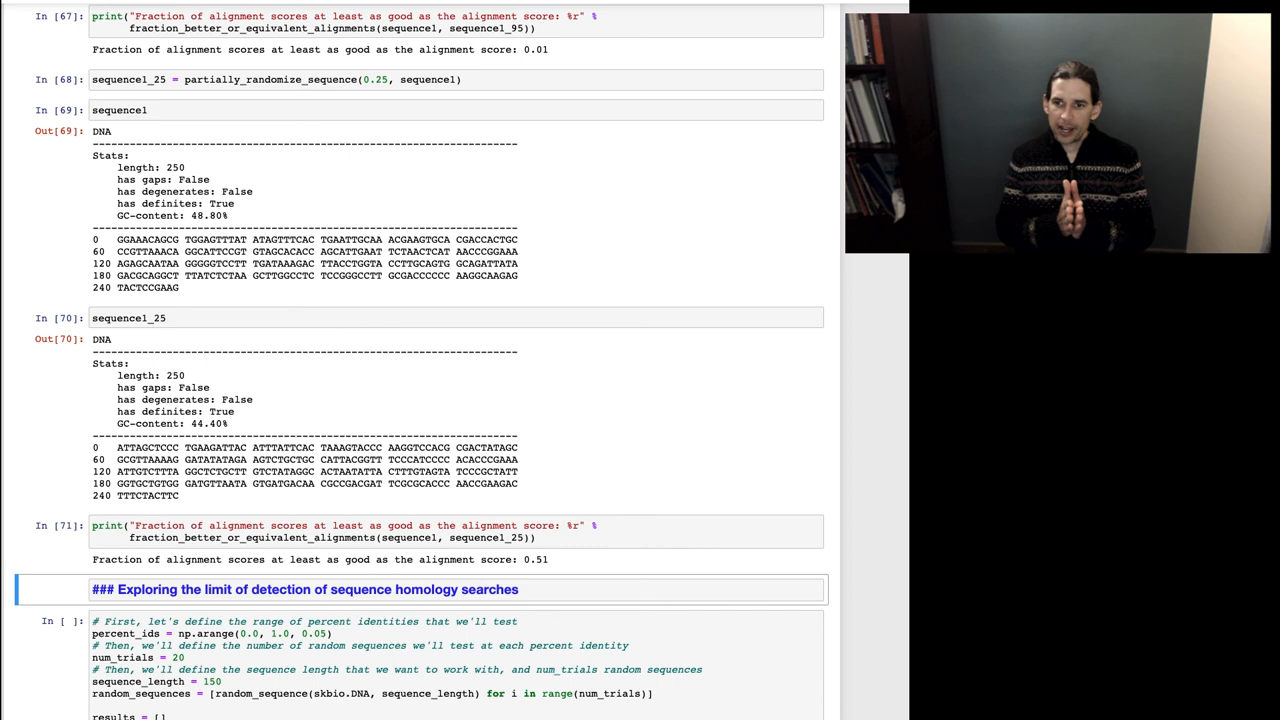 In [67]: print("Fraction of alignment scores at least as good as the alignment score: %r" %
fraction_better_or_equivalent_alignments(sequence1, sequence1_95))
Fraction of alignment scores at least as good as the alignment score: 0.01
In [68]: sequence1_25 = partially_randomize_sequence(0.25, sequence1)
In [69]: sequence1
Out[69]: DNA
----------------------------------------------------------------------
Stats:
length: 250
has gaps: False
has degenerates: False
has definites: True
GC-content: 48.80%
----------------------------------------------------------------------
0 GGAAACAGCG TGGAGTTTAT ATAGTTTCAC TGAATTGCAA ACGAAGTGCA CGACCACTGC
60 CCGTTAAACA GGCATTCCGT GTAGCACACC AGCATTGAAT TCTAACTCAT AACCCGGAAA
120 AGAGCAATAA GGGGGTCCTT TGATAAAGAC TTACCTGGTA CCTTGCAGTG GCAGATTATA
180 GACGCAGGCT TTATCTCTAA GCTTGGCCTC TCCGGGCCTT GCGACCCCCC AAGGCAAGAG
240 TACTCCGAAG
In [70]: sequence1_25
Out[70]: DNA
----------------------------------------------------------------------
Stats:
length: 250
has gaps: False
has degenerates: False
has definites: True
GC-content: 44.40%
----------------------------------------------------------------------
0 ATTAGCTCCC TGAAGATTAC ATTTATTCAC TAAAGTACCC AAGGTCCACG CGACTATAGC
60 GCGTTAAAAG GATATATAGA AGTCTGCTGC CATTACGGTT TCCCATCCCC ACACCCGAAA
120 ATTGTCTTTA GGCTCTGCTT GTCTATAGGC ACTAATATTA CTTTGTAGTA TCCCGCTATT
180 GGTGCTGTGG GATGTTAATA GTGATGACAA CGCCGACGAT TCGCGCACCC AACCGAAGAC
240 TTTCTACTTC
In [71]: print("Fraction of alignment scores at least as good as the alignment score: %r" %
fraction_better_or_equivalent_alignments(sequence1, sequence1_25))
Fraction of alignment scores at least as good as the alignment score: 0.51
### Exploring the limit of detection of sequence homology searches
In [ ]: # First, let's define the range of percent identities that we'll test
percent_ids = np.arange(0.0, 1.0, 0.05)
# Then, we'll define the number of random sequences we'll test at each percent identity
num_trials = 20
# Then, we'll define the sequence length that we want to work with, and num_trials random sequences
sequence_length = 150
random_sequences = [random_sequence(skbio.DNA, sequence_length) for i in range(num_trials)]
results = []